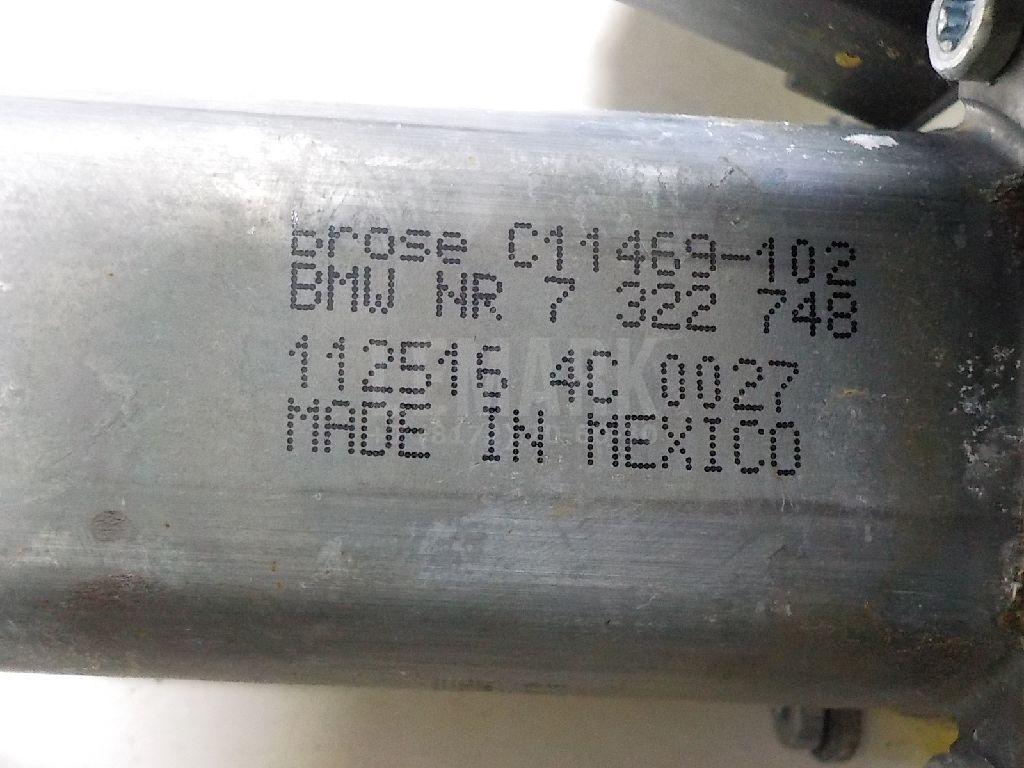 Brose C11469-102
BMW NR 7 322 748
112516 4C 0027
MADE IN MEXICO